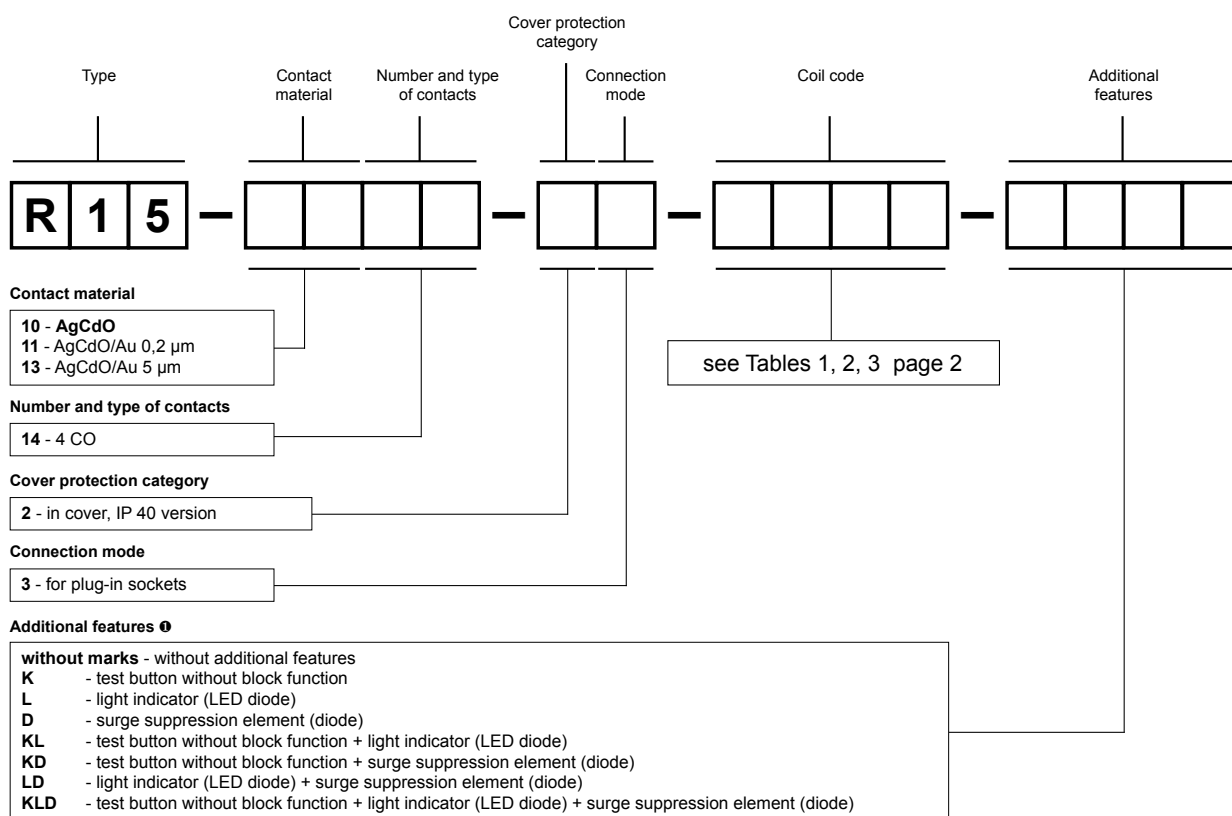 Cover protection
category
Type
Contact
material
Number and type
of contacts
Connection
mode
Coil code
Additional
features
R 1 5 – – – –
Contact material
10 - AgCdO
11 - AgCdO/Au 0,2 µm
13 - AgCdO/Au 5 µm
see Tables 1, 2, 3 page 2
Number and type of contacts
14 - 4 CO
Cover protection category
2 - in cover, IP 40 version
Connection mode
3 - for plug-in sockets
Additional features ❶
without marks - without additional features
K - test button without block function
L - light indicator (LED diode)
D - surge suppression element (diode)
KL - test button without block function + light indicator (LED diode)
KD - test button without block function + surge suppression element (diode)
LD - light indicator (LED diode) + surge suppression element (diode)
KLD - test button without block function + light indicator (LED diode) + surge suppression element (diode)